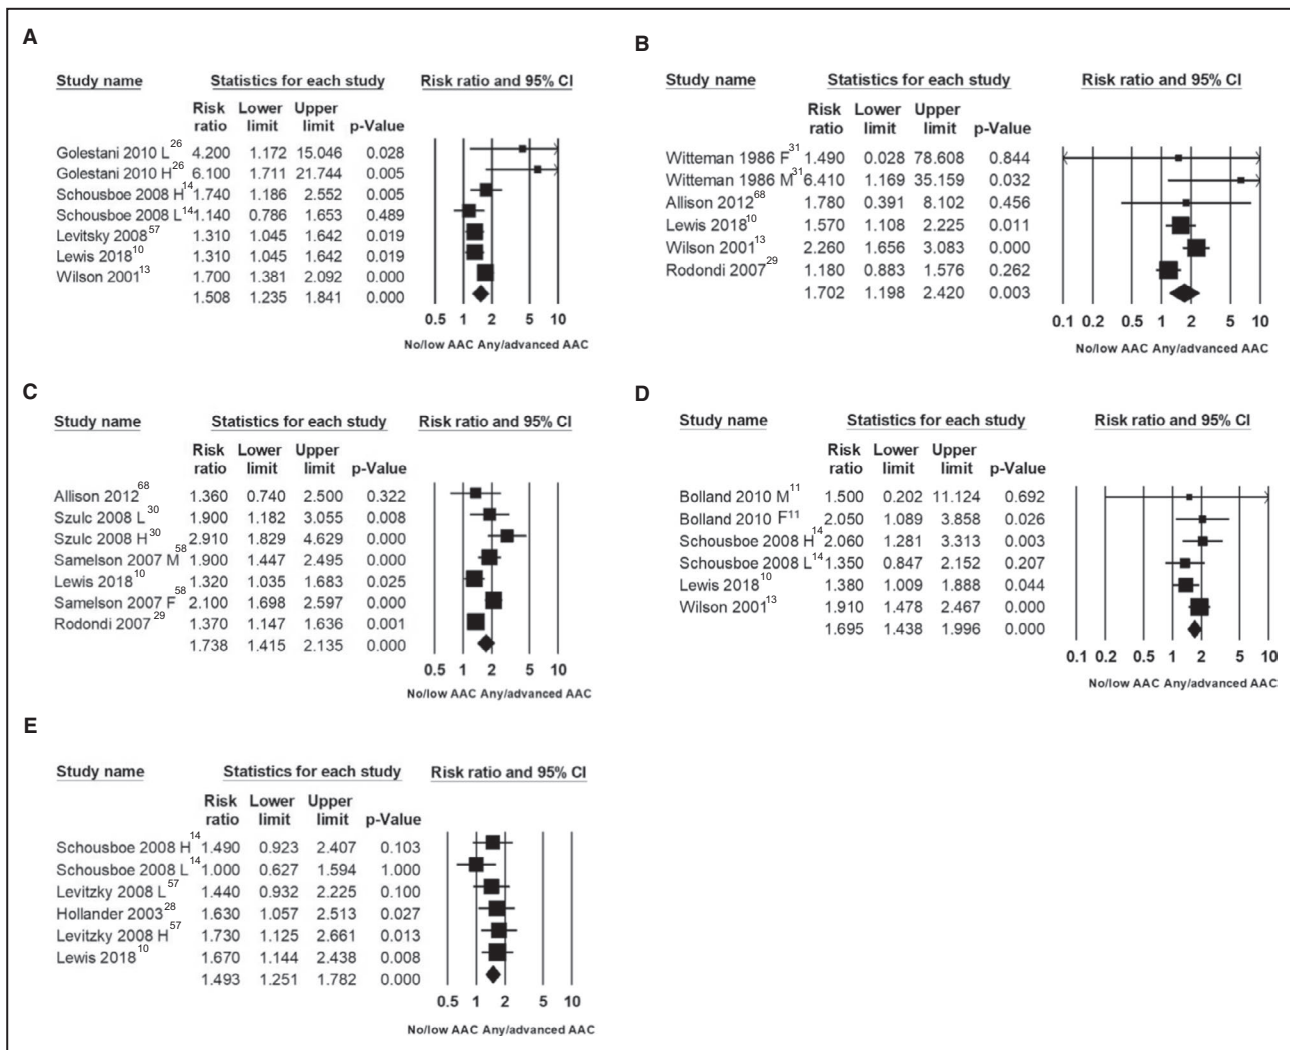 A
Study name Statistics for each study Risk ratio and 95% CI
Risk ratio Lower limit Upper limit p-Value
Golestani 2010 L26 4.200 1.172 15.046 0.028
Golestani 2010 H26 6.100 1.711 21.744 0.005
Schousboe 2008 H14 1.740 1.186 2.552 0.005
Schousboe 2008 L14 1.140 0.786 1.653 0.489
Levitsky 200857 1.310 1.045 1.642 0.019
Lewis 201810 1.310 1.045 1.642 0.019
Wilson 200113 1.700 1.381 2.092 0.000
1.508 1.235 1.841 0.000
0.5 1 2 5 10
No/low AAC Any/advanced AAC
B
Study name Statistics for each study Risk ratio and 95% CI
Risk ratio Lower limit Upper limit p-Value
Witteman 1986 F31 1.490 0.028 78.608 0.844
Witteman 1986 M31 6.410 1.169 35.159 0.032
Allison 201268 1.780 0.391 8.102 0.456
Lewis 201810 1.570 1.108 2.225 0.011
Wilson 200113 2.260 1.656 3.083 0.000
Rodondi 200729 1.180 0.883 1.576 0.262
1.702 1.198 2.420 0.003
0.1 0.2 0.5 1 2 5 10
No/low AAC Any/advanced AAC
C
Study name Statistics for each study Risk ratio and 95% CI
Risk ratio Lower limit Upper limit p-Value
Allison 201268 1.360 0.740 2.500 0.322
Szulc 2008 L30 1.900 1.182 3.055 0.008
Szulc 2008 H30 2.910 1.829 4.629 0.000
Samelson 2007 M58 1.900 1.447 2.495 0.000
Lewis 201810 1.320 1.035 1.683 0.025
Samelson 2007 F58 2.100 1.698 2.597 0.000
Rodondi 200729 1.370 1.147 1.636 0.001
1.738 1.415 2.135 0.000
0.5 1 2 5 10
No/low AAC Any/advanced AAC
D
Study name Statistics for each study Risk ratio and 95% CI
Risk ratio Lower limit Upper limit p-Value
Bolland 2010 M11 1.500 0.202 11.124 0.692
Bolland 2010 F11 2.050 1.089 3.858 0.026
Schousboe 2008 H14 2.060 1.281 3.313 0.003
Schousboe 2008 L14 1.350 0.847 2.152 0.207
Lewis 201810 1.380 1.009 1.888 0.044
Wilson 200113 1.910 1.478 2.467 0.000
1.695 1.438 1.996 0.000
0.1 0.2 0.5 1 2 5 10
No/low AAC Any/advanced AAC
E
Study name Statistics for each study Risk ratio and 95% CI
Risk ratio Lower limit Upper limit p-Value
Schousboe 2008 H14 1.490 0.923 2.407 0.103
Schousboe 2008 L14 1.000 0.627 1.594 1.000
Levitzky 2008 L57 1.440 0.932 2.225 0.100
Hollander 200328 1.630 1.057 2.513 0.027
Levitzky 2008 H57 1.730 1.125 2.661 0.013
Lewis 201810 1.670 1.144 2.438 0.008
1.493 1.251 1.782 0.000
0.5 1 2 5 10
No/low AAC Any/advanced AAC